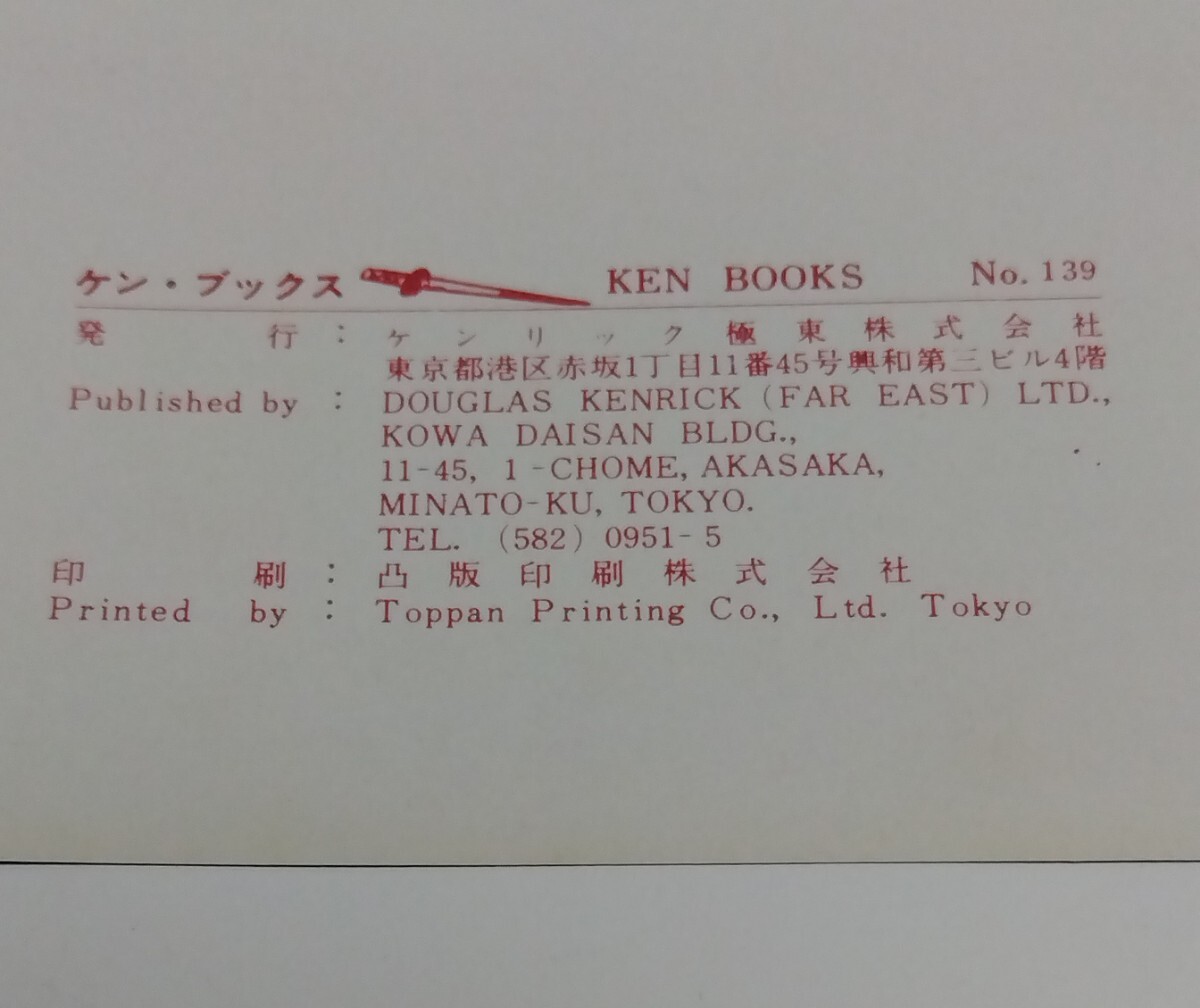 ケン・ブックス KEN BOOKS No. 139
発行：ケンリック極東株式会社
東京都港区赤坂1丁目11番45号興和第三ビル4階
Published by : DOUGLAS KENRICK (FAR EAST) LTD.,
KOWA DAISAN BLDG.,
11-45, 1-CHOME, AKASAKA,
MINATO-KU, TOKYO.
TEL. (582) 0951-5
印刷：凸版印刷株式会社
Printed by : Toppan Printing Co., Ltd. Tokyo